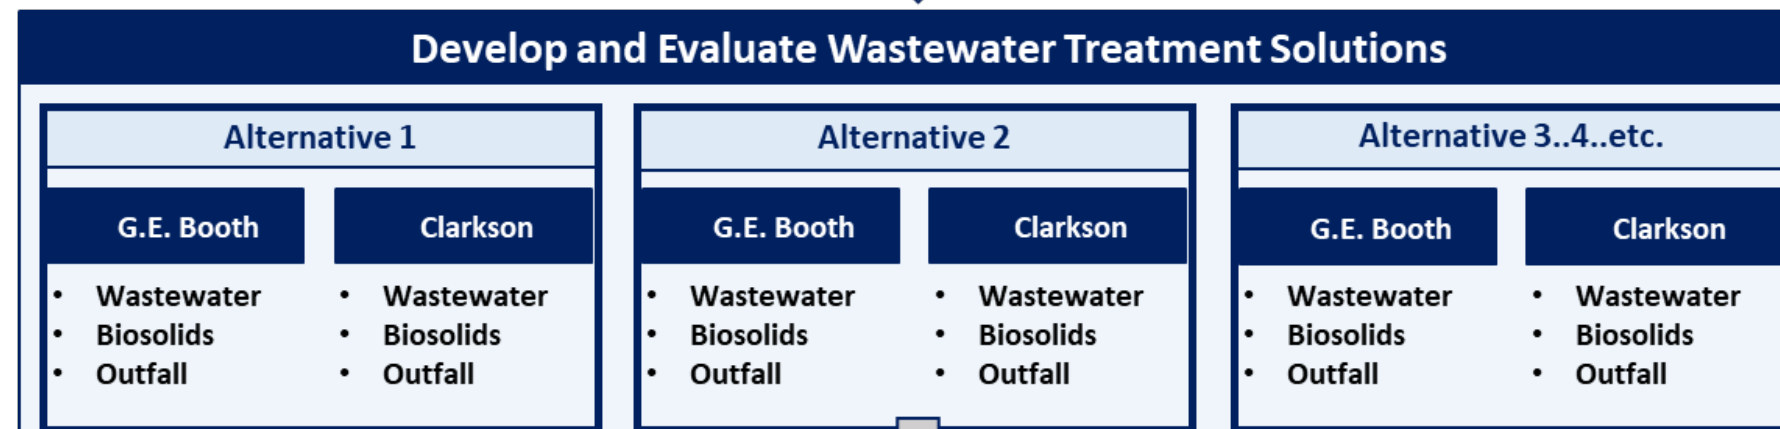 Develop and Evaluate Wastewater Treatment Solutions
Alternative 1
G.E. Booth
• Wastewater
• Biosolids
• Outfall
Clarkson
• Wastewater
• Biosolids
• Outfall
Alternative 2
G.E. Booth
• Wastewater
• Biosolids
• Outfall
Clarkson
• Wastewater
• Biosolids
• Outfall
Alternative 3..4..etc.
G.E. Booth
• Wastewater
• Biosolids
• Outfall
Clarkson
• Wastewater
• Biosolids
• Outfall